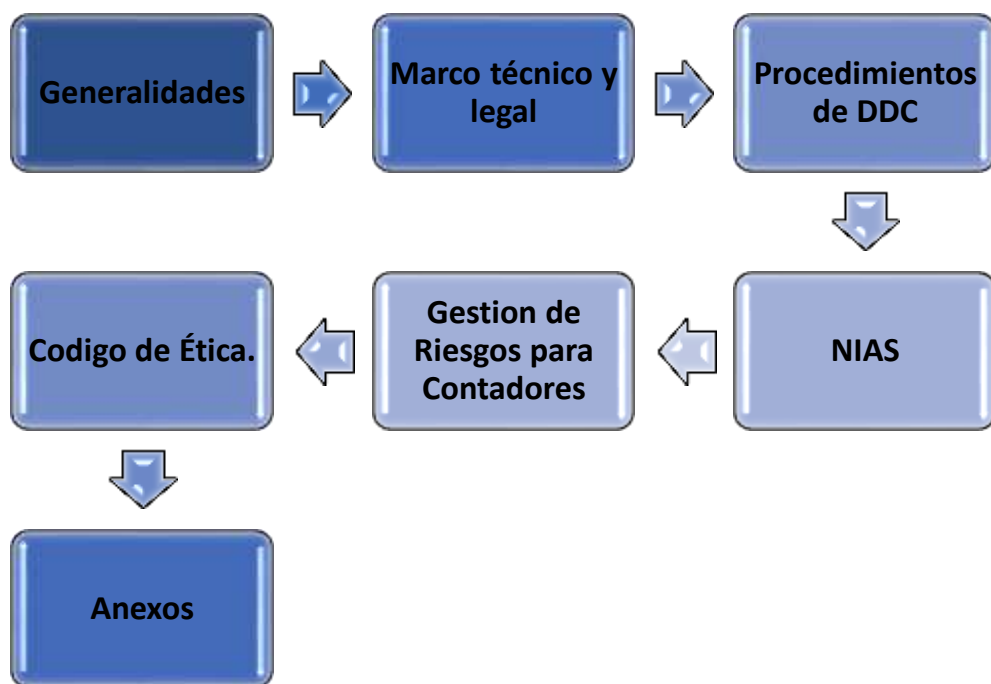 Generalidades
Marco técnico y
legal
Procedimientos
de DDC
NIAS
Gestion de
Riesgos para
Contadores
Codigo de Ética.
Anexos